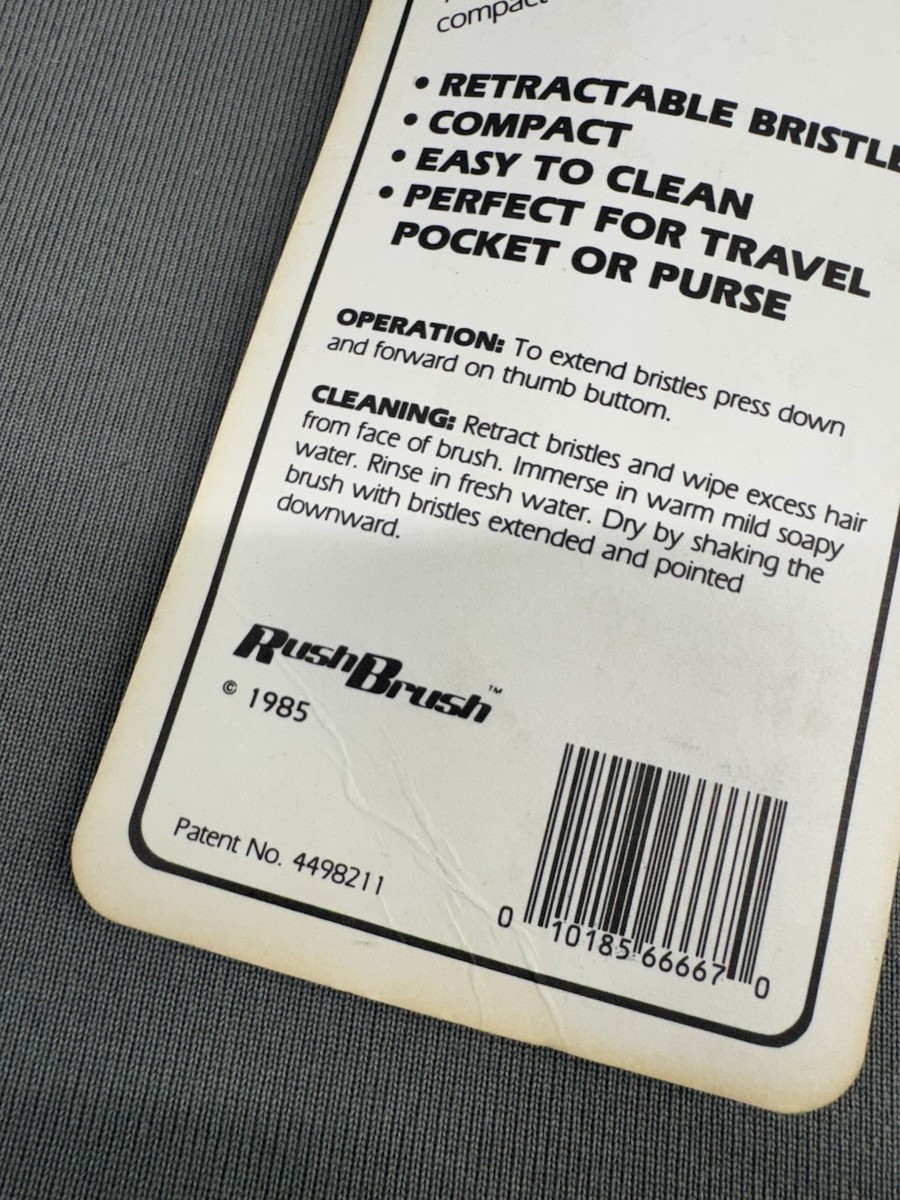 compact
• RETRACTABLE BRISTLE
• COMPACT
• EASY TO CLEAN
• PERFECT FOR TRAVEL
POCKET OR PURSE
OPERATION: To extend bristles press down
and forward on thumb buttom.
CLEANING: Retract bristles and wipe excess hair
from face of brush. Immerse in warm mild soapy
water. Rinse in fresh water. Dry by shaking the
brush with bristles extended and pointed
downward.
RushBrush™
© 1985
Patent No. 4498211
0 10185 66667 0